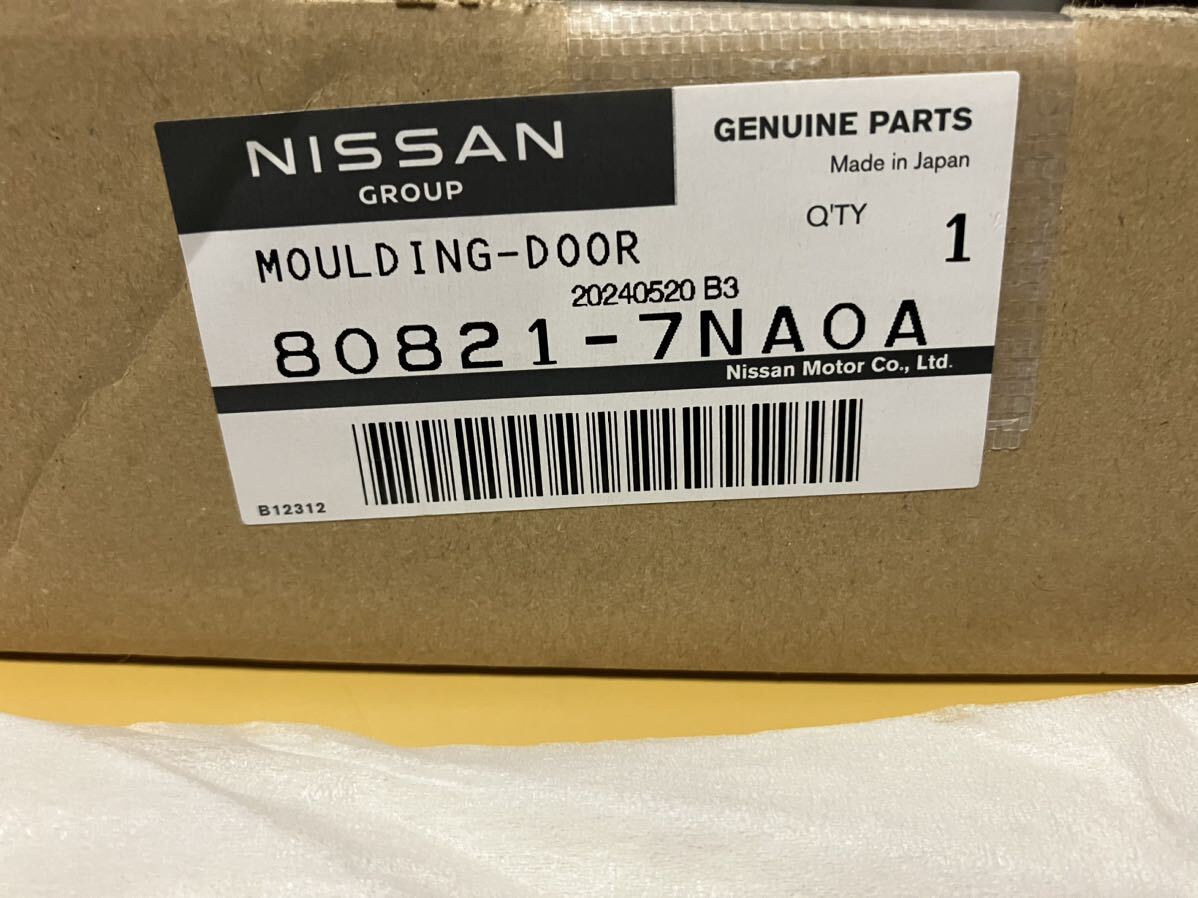 NISSAN
GROUP
GENUINE PARTS
Made in Japan
Q'TY 1
MOULDING-DOOR
20240520 B3
80821-7NA0A
Nissan Motor Co., Ltd.
B12312